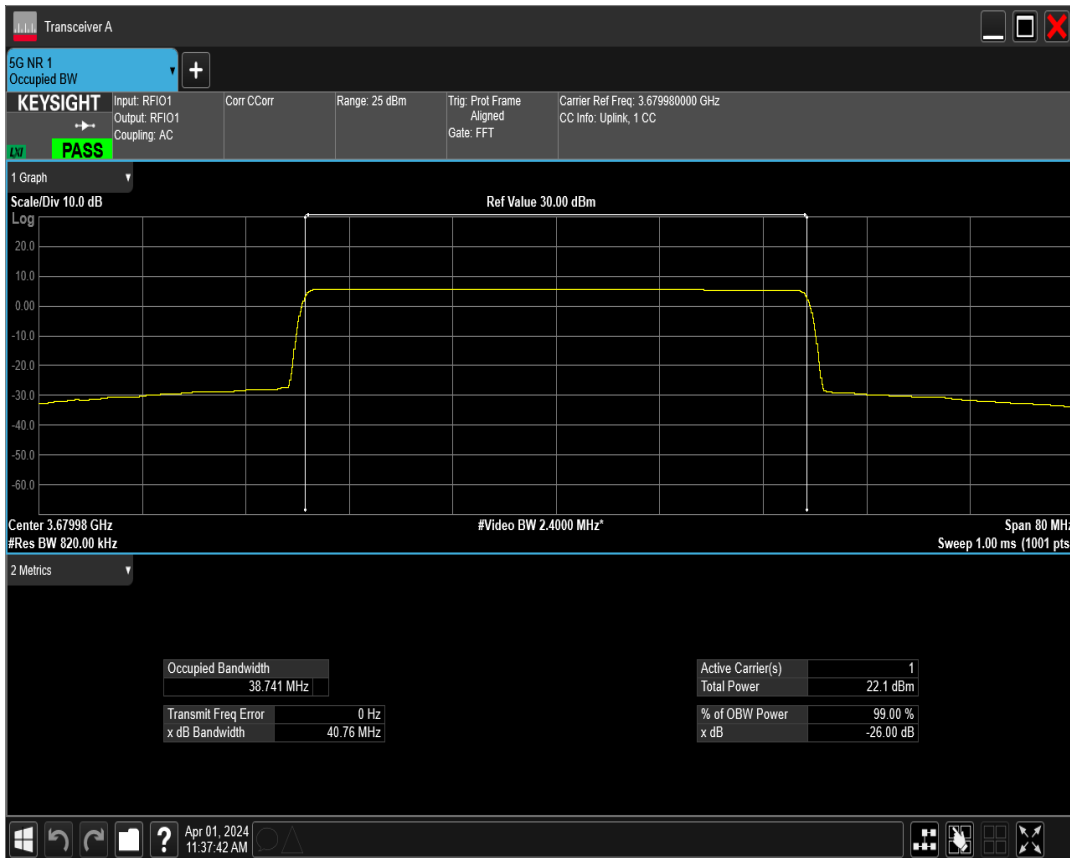 Transceiver A
5G NR 1
Occupied BW
+
KEYSIGHT
LXI
PASS
Input: RFIO1
Output: RFIO1
Coupling: AC
Corr CCorr
Range: 25 dBm
Trig: Prot Frame
Aligned
Gate: FFT
Carrier Ref Freq: 3.679980000 GHz
CC Info: Uplink, 1 CC
1 Graph
Scale/Div 10.0 dB
Ref Value 30.00 dBm
Log
20.0
10.0
0.00
-10.0
-20.0
-30.0
-40.0
-50.0
-60.0
Center 3.67998 GHz
#Video BW 2.4000 MHz*
Span 80 MHz
#Res BW 820.00 kHz
Sweep 1.00 ms (1001 pts
2 Metrics
Occupied Bandwidth
38.741 MHz
Transmit Freq Error 0 Hz
x dB Bandwidth 40.76 MHz
Active Carrier(s) 1
Total Power 22.1 dBm
% of OBW Power 99.00 %
x dB -26.00 dB
?
Apr 01, 2024
11:37:42 AM